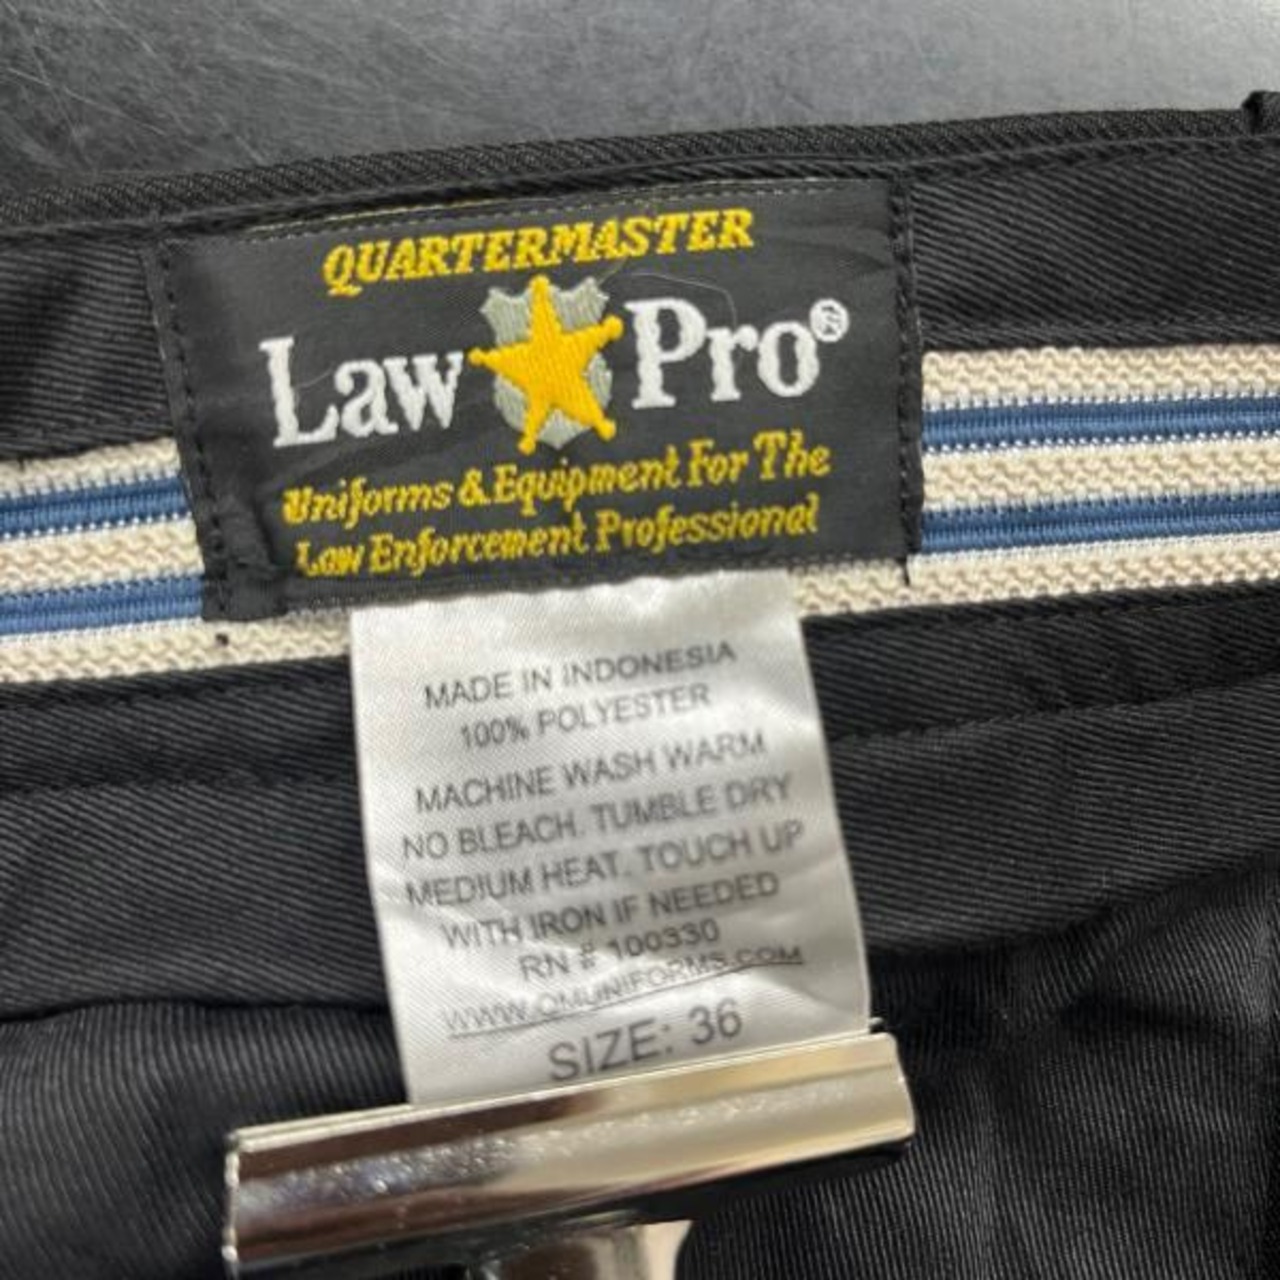 QUARTERMASTER
Law Pro®
Uniforms & Equipment For The
Law Enforcement Professional
MADE IN INDONESIA
100% POLYESTER
MACHINE WASH WARM
NO BLEACH. TUMBLE DRY
MEDIUM HEAT. TOUCH UP
WITH IRON IF NEEDED
RN # 100330
WWW.QMUNIFORMS.COM
SIZE: 36